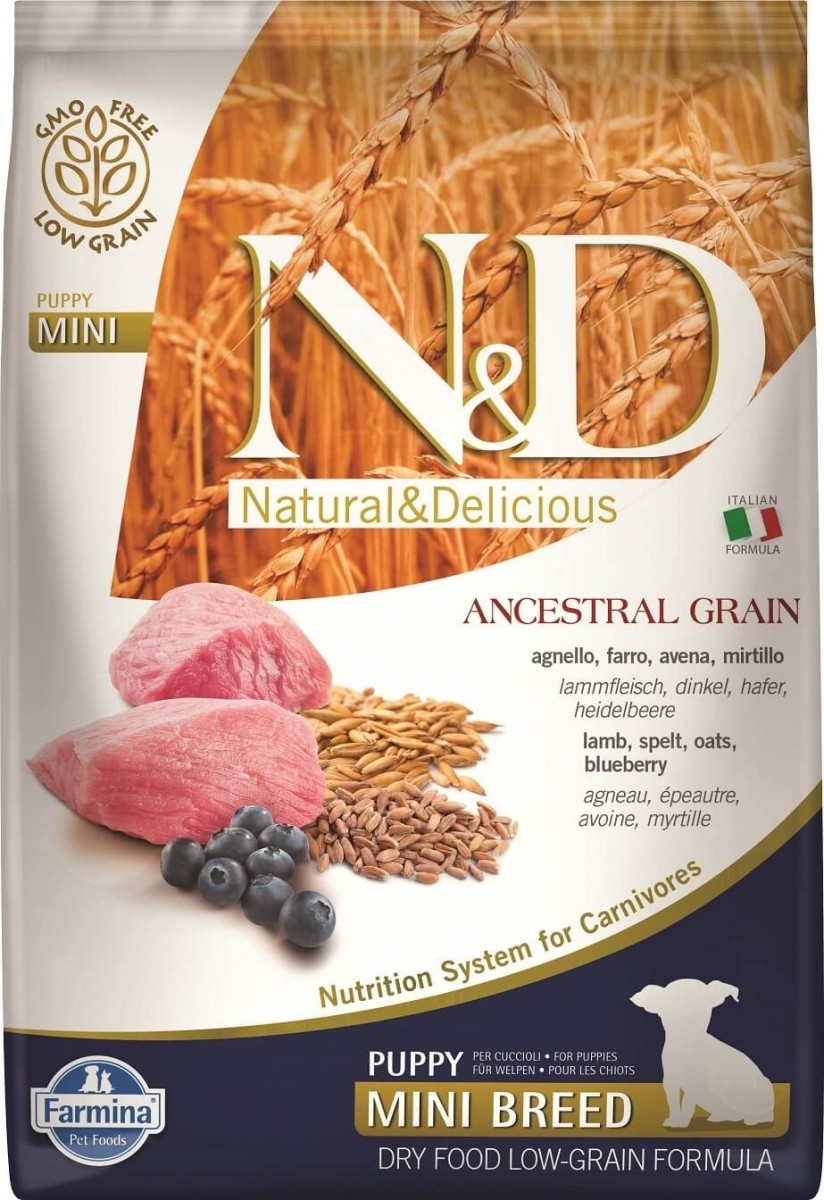 GMO FREE
LOW GRAIN
PUPPY
MINI
N&D
Natural&Delicious
ITALIAN
FORMULA
ANCESTRAL GRAIN
agnello, farro, avena, mirtillo
lammfleisch, dinkel, hafer,
heidelbeere
lamb, spelt, oats,
blueberry
agneau, épeautre,
avoine, myrtille
Nutrition System for Carnivores
PUPPY
PER CUCCIOLI • FOR PUPPIES
FÜR WELPEN • POUR LES CHIOTS
MINI BREED
DRY FOOD LOW-GRAIN FORMULA
Farmina®
Pet Foods